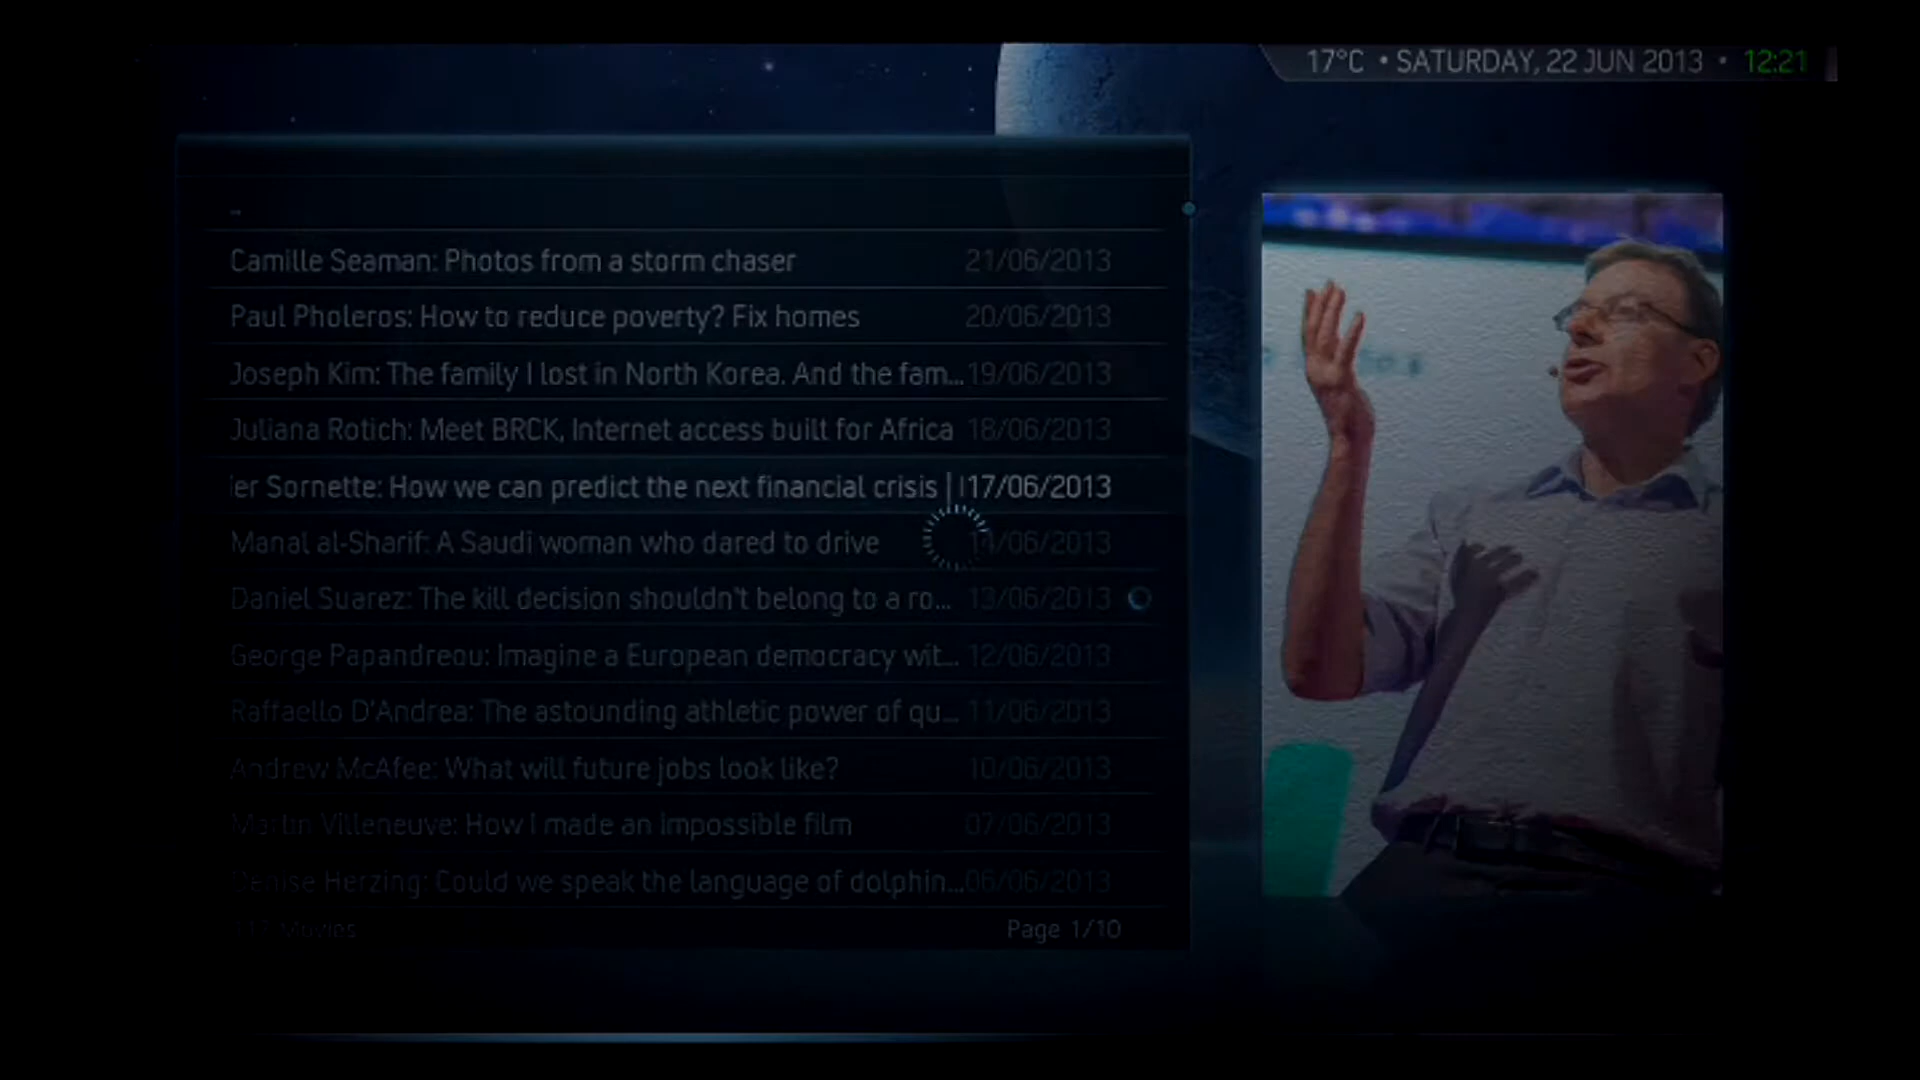 17°C • SATURDAY, 22 JUN 2013 • 12:21
..
Camille Seaman: Photos from a storm chaser 21/06/2013
Paul Pholeros: How to reduce poverty? Fix homes 20/06/2013
Joseph Kim: The family I lost in North Korea. And the fam... 19/06/2013
Juliana Rotich: Meet BRCK, Internet access built for Africa 18/06/2013
ier Sornette: How we can predict the next financial crisis | 17/06/2013
Manal al-Sharif: A Saudi woman who dared to drive 14/06/2013
Daniel Suarez: The kill decision shouldn't belong to a ro... 13/06/2013
George Papandreou: Imagine a European democracy wit... 12/06/2013
Raffaello D'Andrea: The astounding athletic power of qu... 11/06/2013
Andrew McAfee: What will future jobs look like? 10/06/2013
Martin Villeneuve: How I made an impossible film 07/06/2013
Denise Herzing: Could we speak the language of dolphin... 06/06/2013
Movies Page 1/10